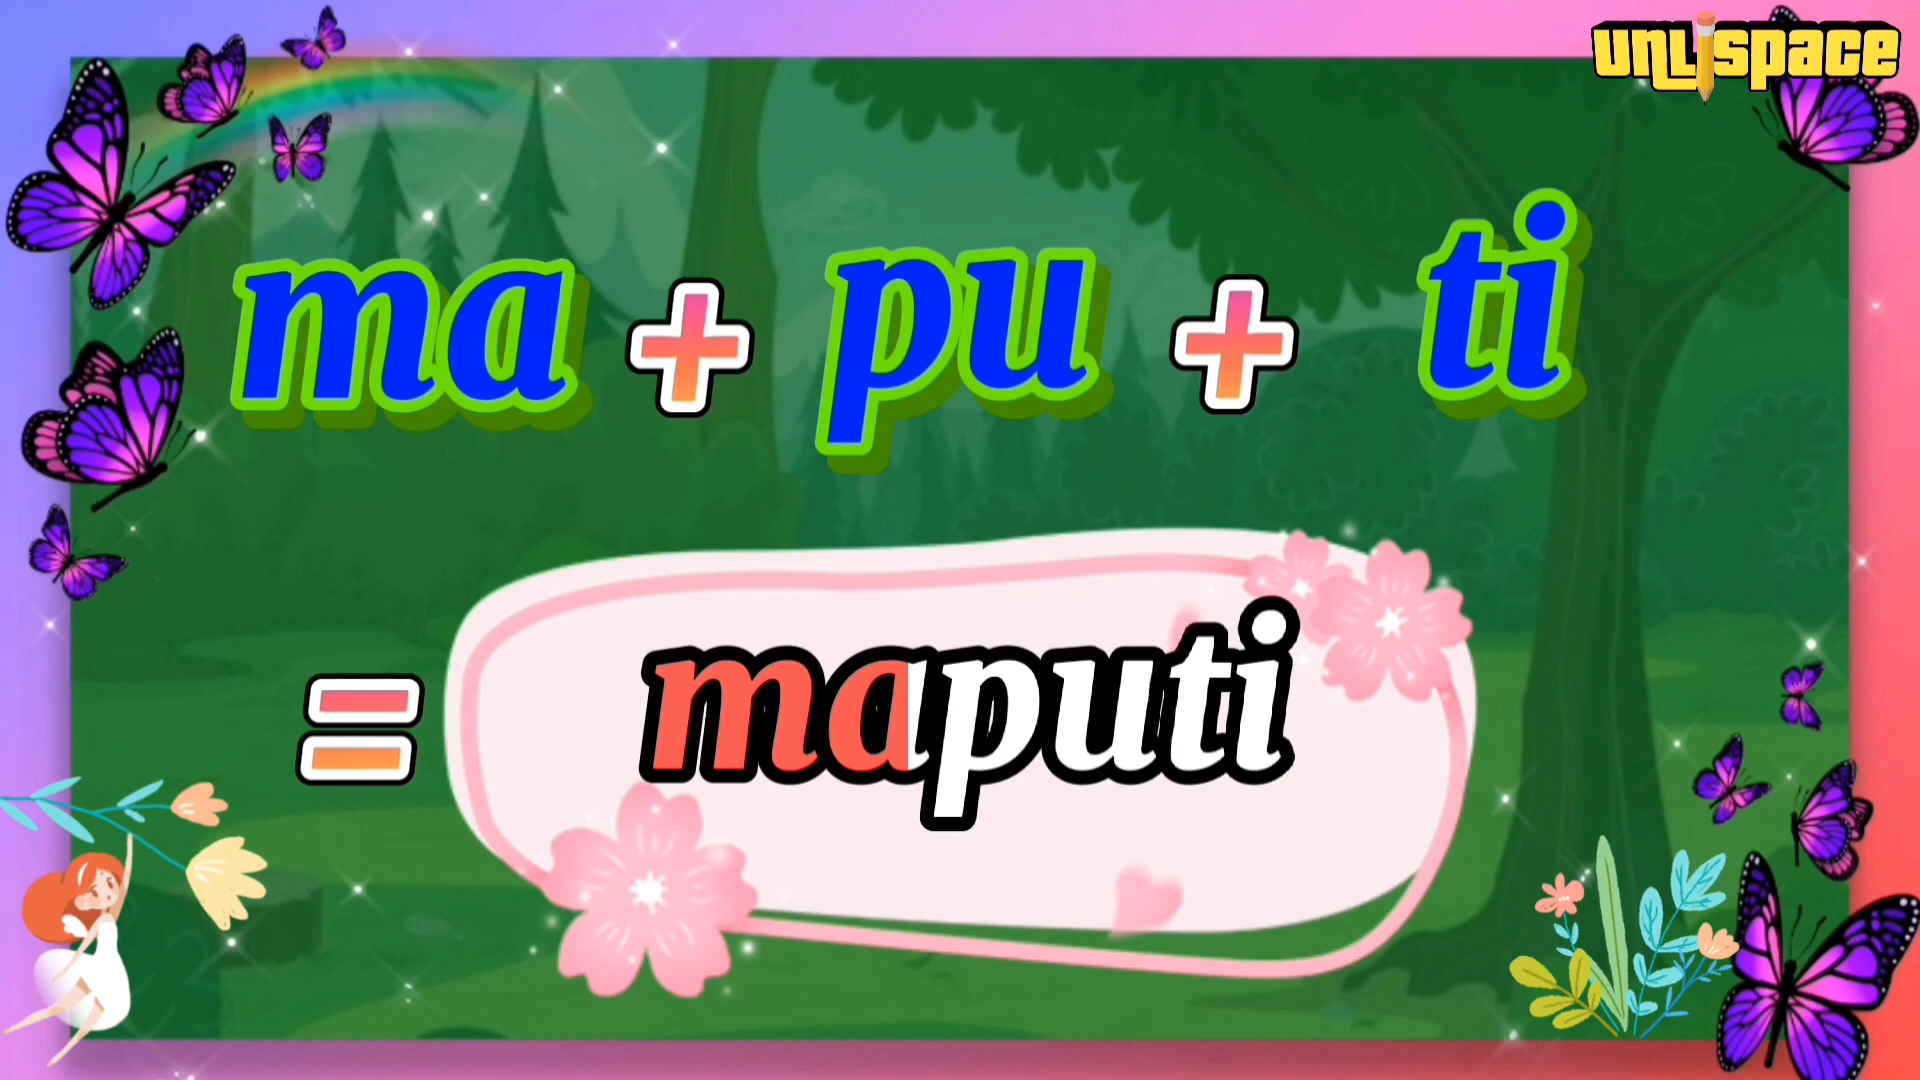 UNLISPACE
ma + pu + ti
= maputi